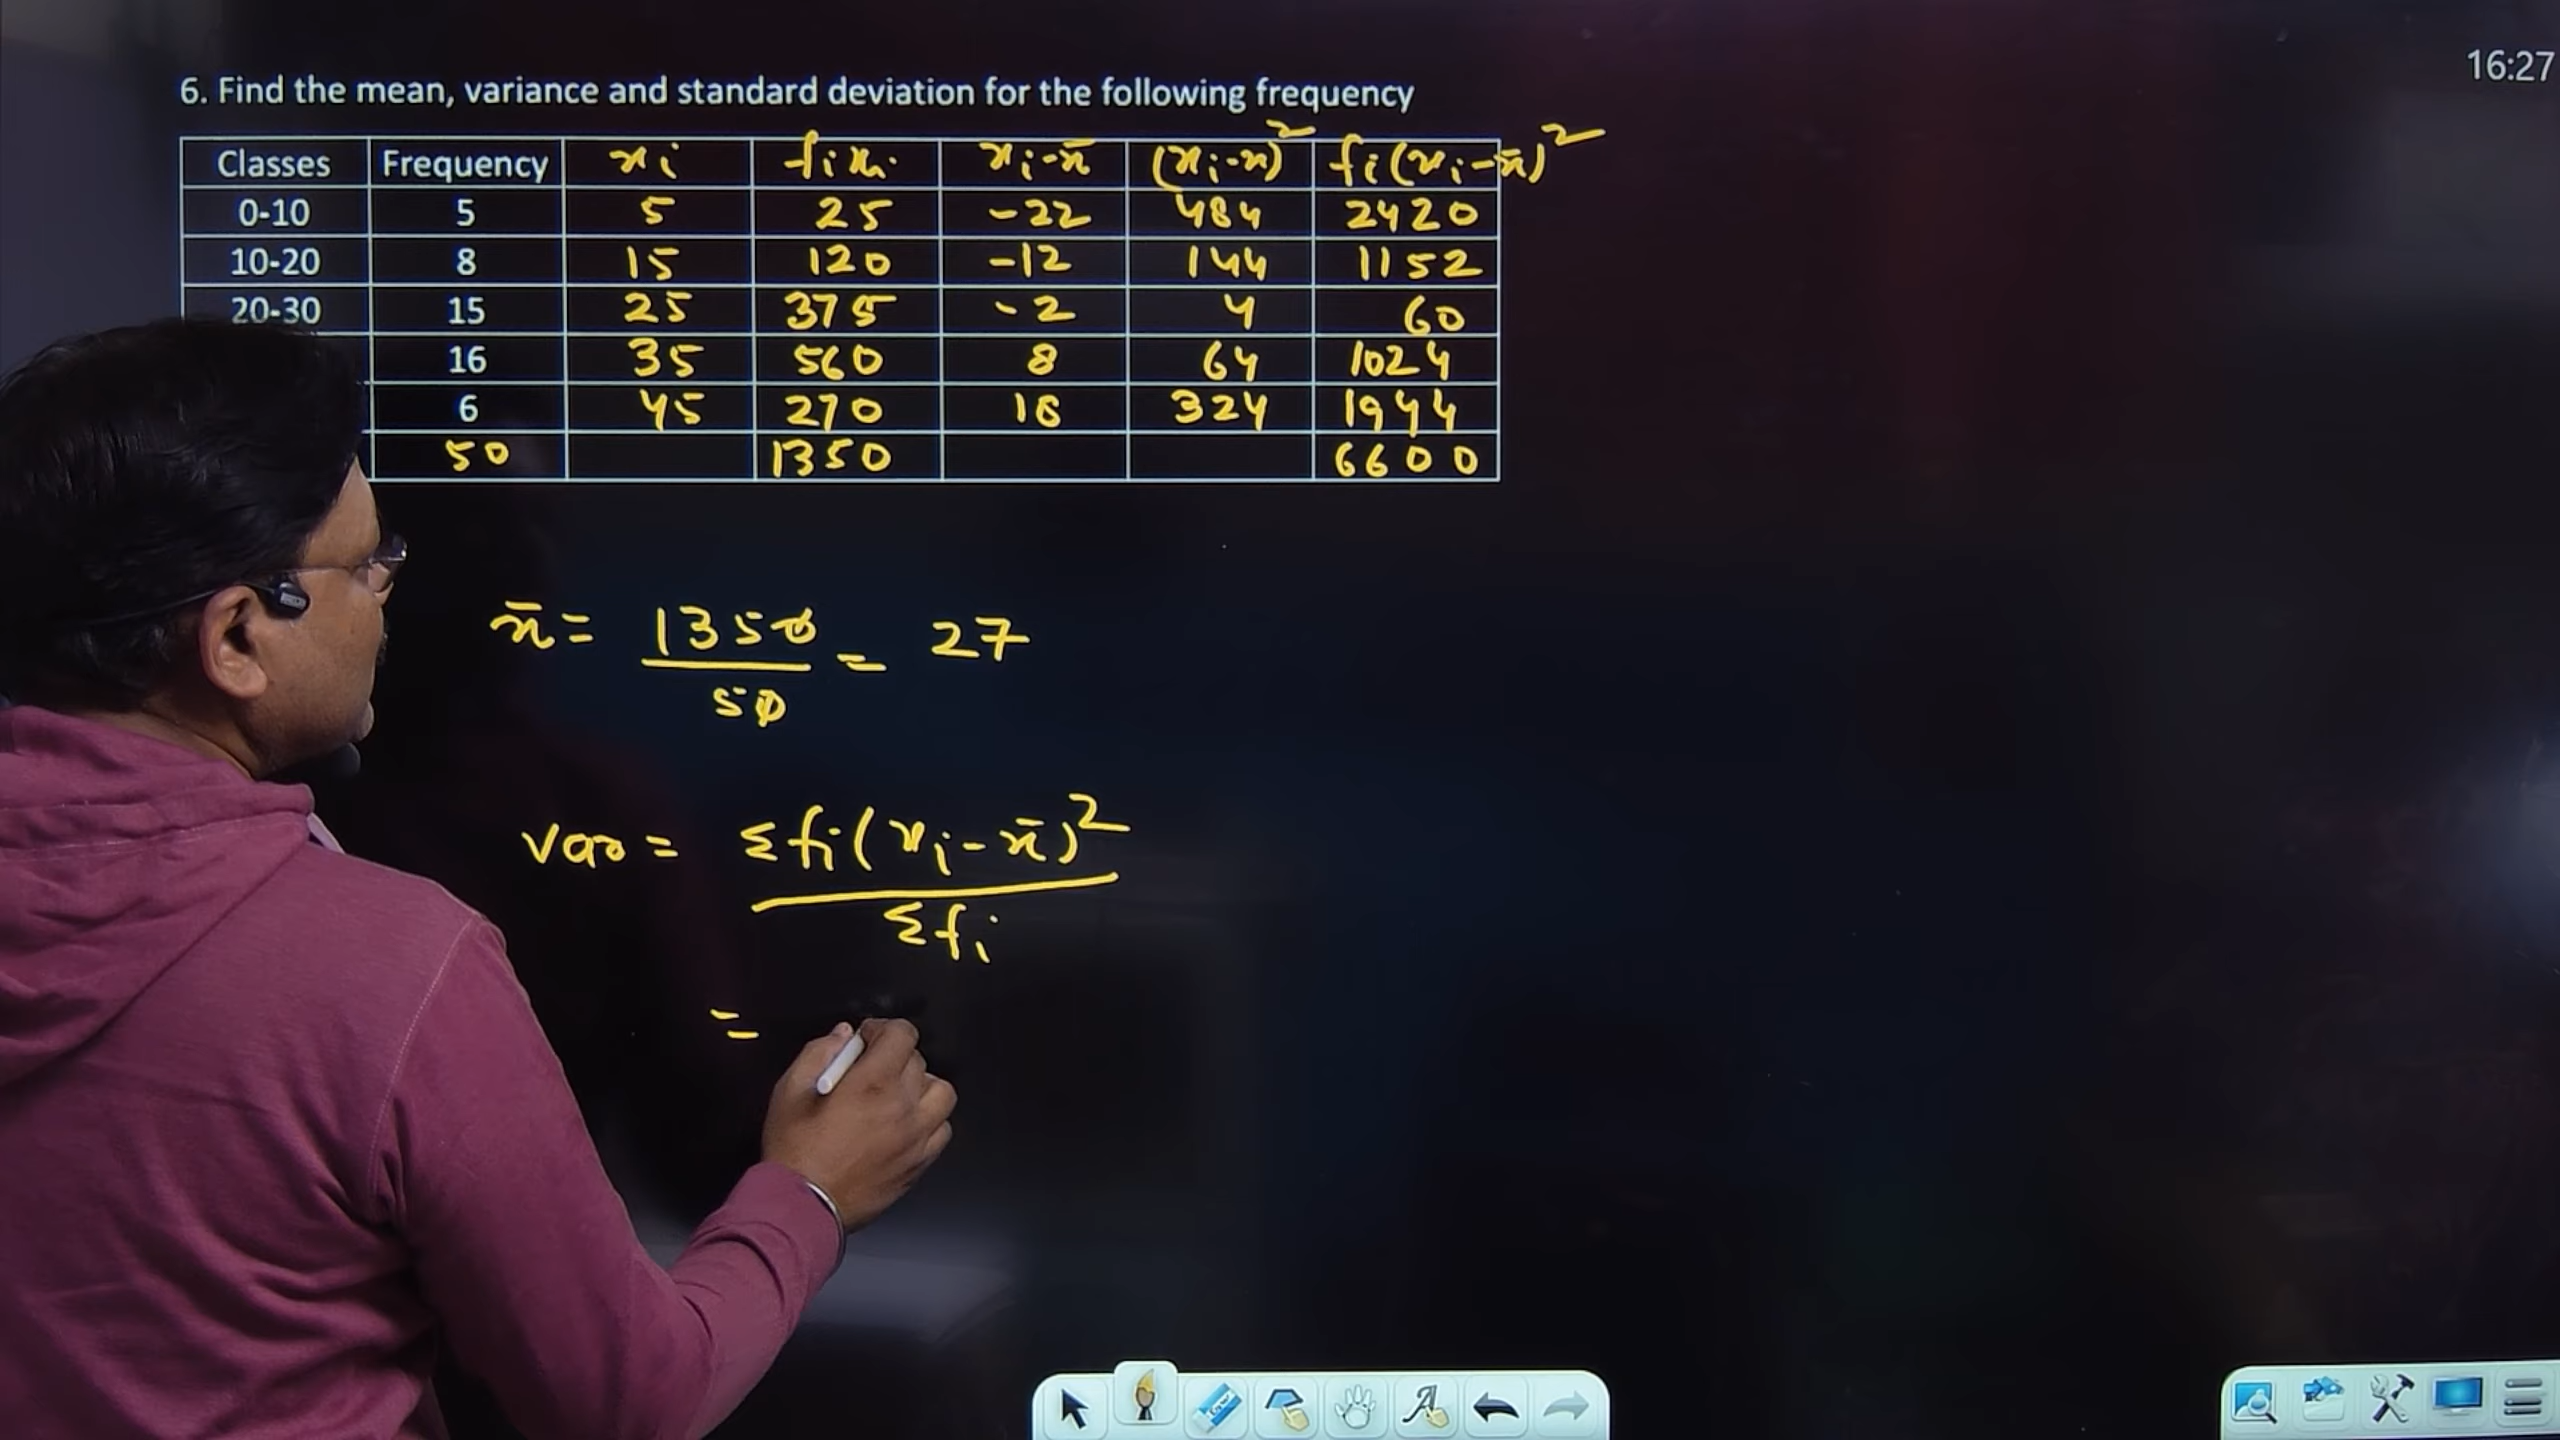 16:27
6. Find the mean, variance and standard deviation for the following frequency
Classes Frequency xi fixi xi-x̄ (xi-x)² fi(xi-x̄)²
0-10 5 5 25 -22 484 2420
10-20 8 15 120 -12 144 1152
20-30 15 25 375 -2 4 60
16 35 560 8 64 1024
6 45 270 18 324 1944
50 1350 6600
x̄ = 1350 / 50 = 27
var = Σfi(xi-x̄)² / Σfi
=